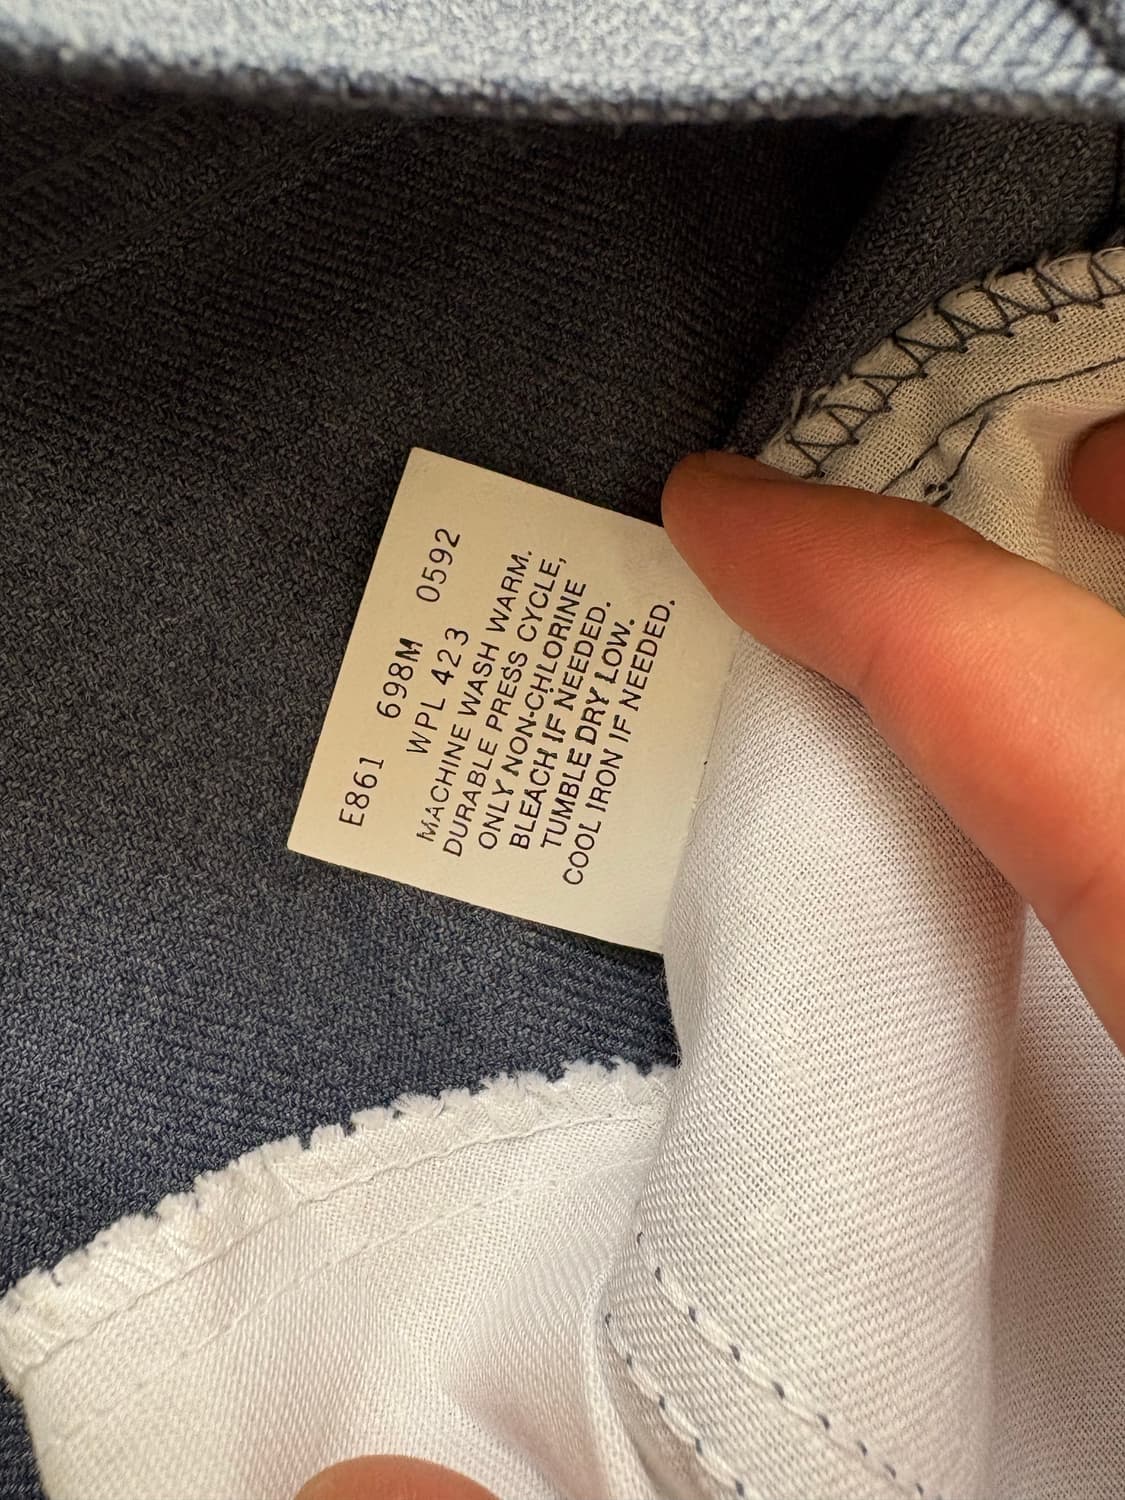 E861 698M 0592
WPL 423
MACHINE WASH WARM.
DURABLE PRESS CYCLE,
ONLY NON-CHLORINE
BLEACH IF NEEDED.
TUMBLE DRY LOW.
COOL IRON IF NEEDED.